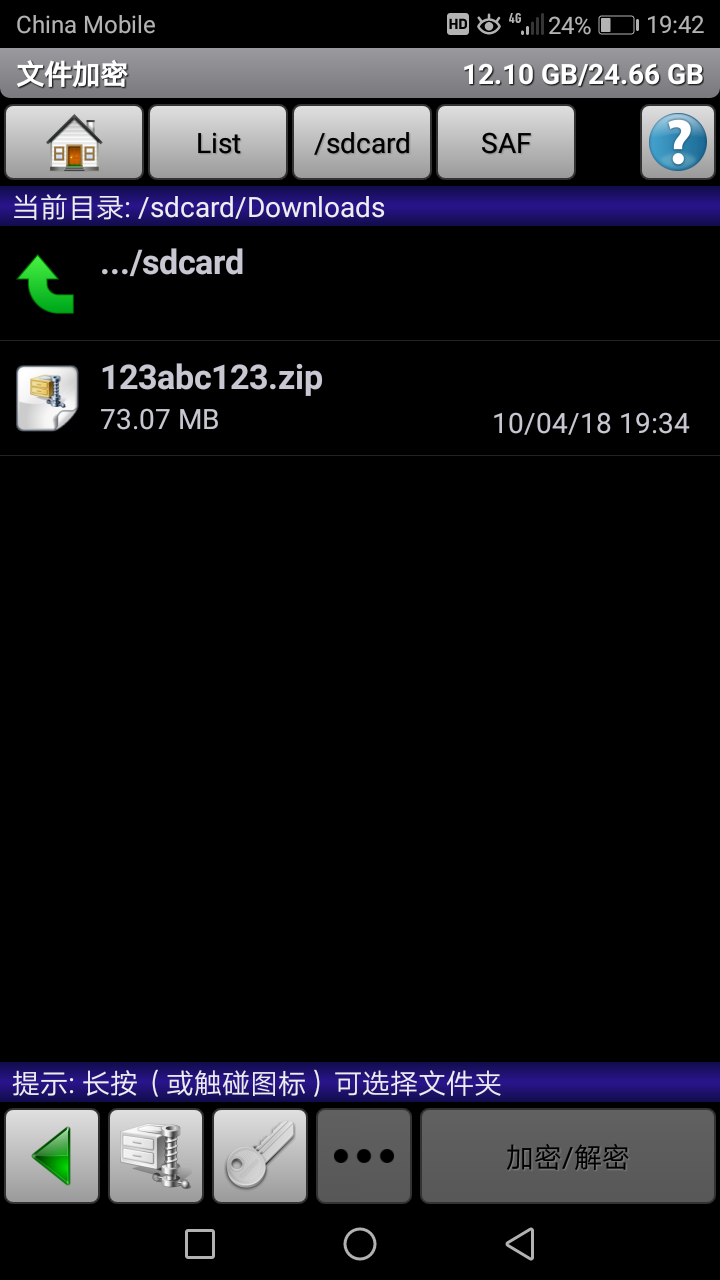 China Mobile HD 4G 24% 19:42
文件加密 12.10 GB/24.66 GB
List /sdcard SAF ?
当前目录: /sdcard/Downloads
.../sdcard
123abc123.zip
73.07 MB 10/04/18 19:34
提示: 长按（或触碰图标）可选择文件夹
加密/解密